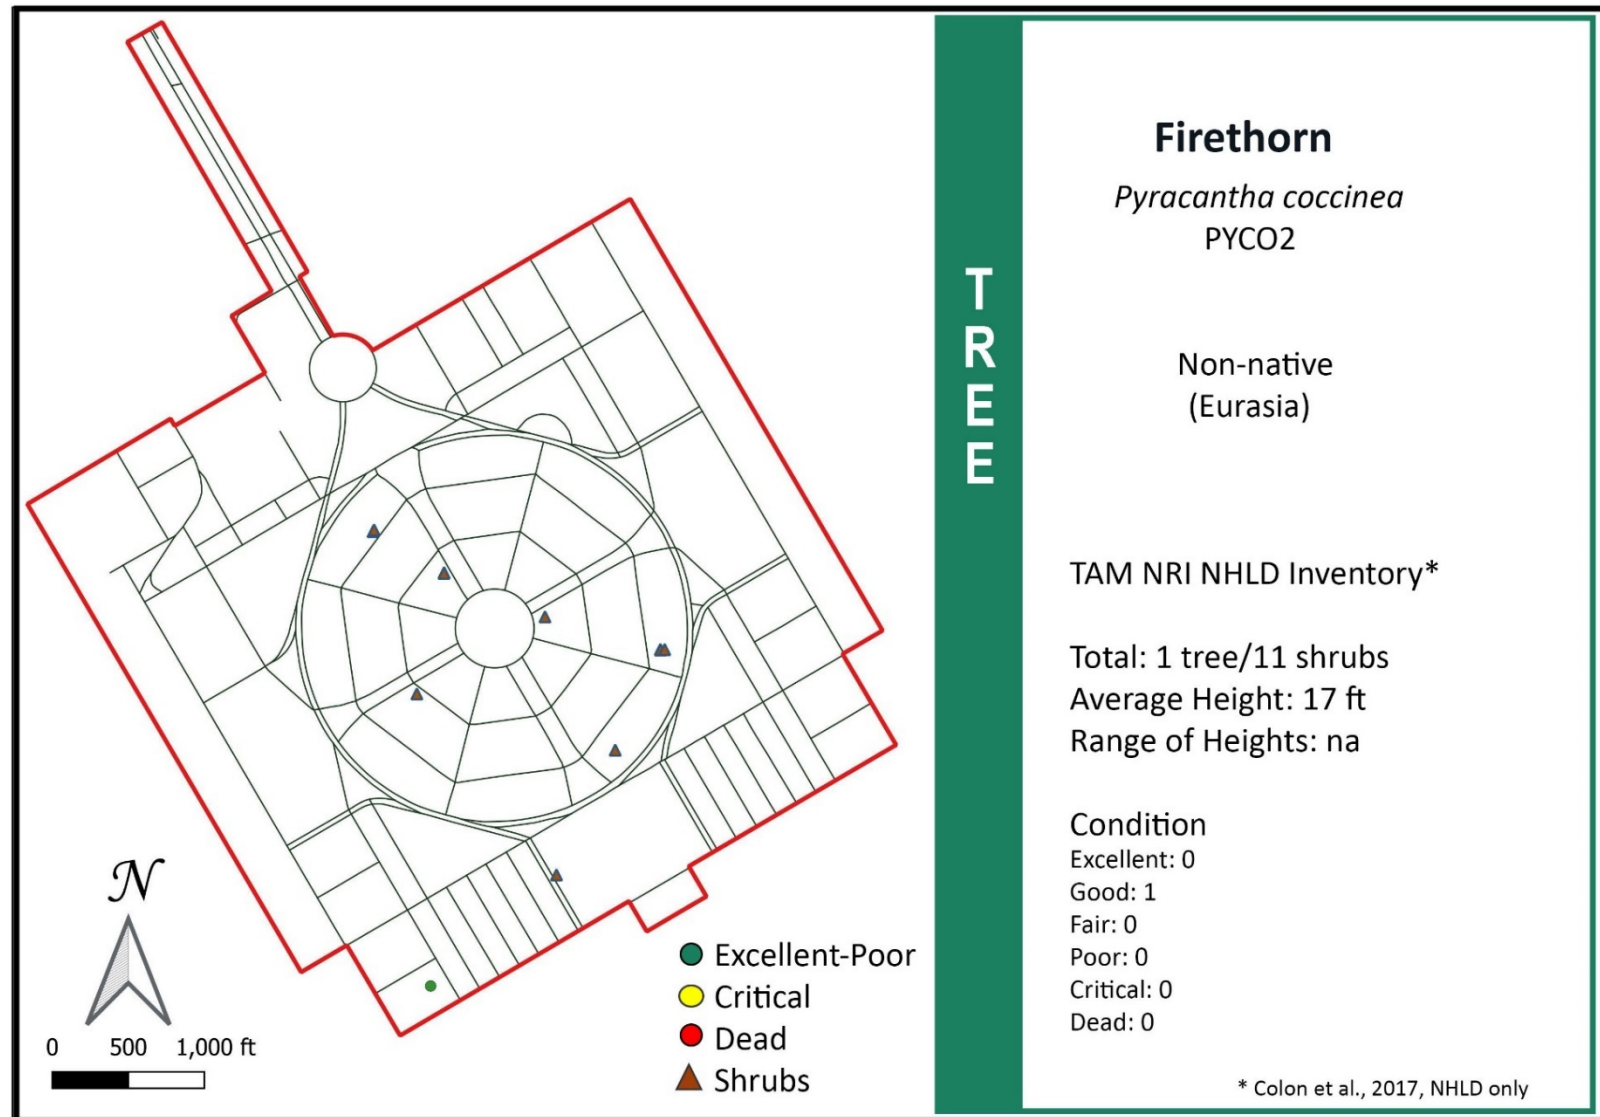 N
0 500 1,000 ft
Excellent-Poor
Critical
Dead
Shrubs
TREE
Firethorn
Pyracantha coccinea
PYCO2
Non-native
(Eurasia)
TAM NRI NHLD Inventory*
Total: 1 tree/11 shrubs
Average Height: 17 ft
Range of Heights: na
Condition
Excellent: 0
Good: 1
Fair: 0
Poor: 0
Critical: 0
Dead: 0
* Colon et al., 2017, NHLD only